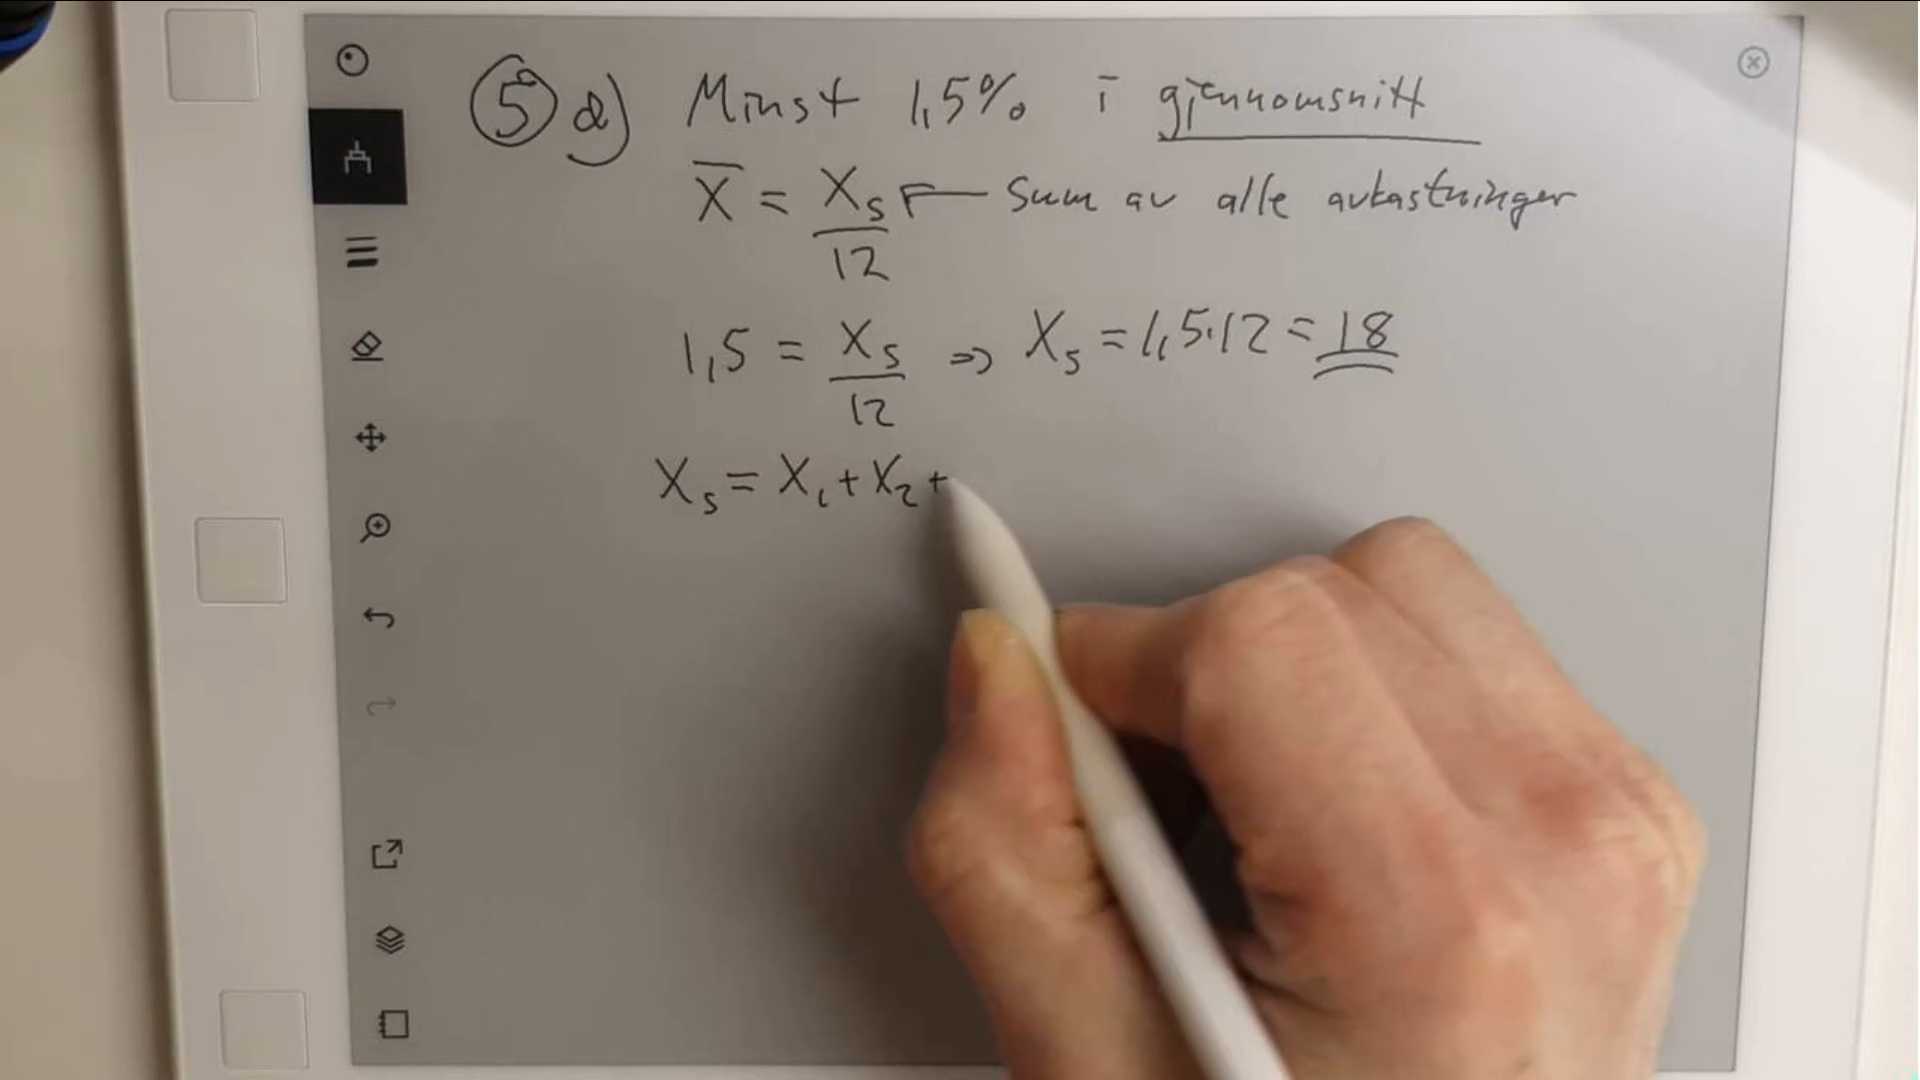 5 d) Minst 1,5% i gjennomsnitt
X̄ = Xs/12 ← Sum av alle avkastninger
1,5 = Xs/12 ⇒ Xs = 1,5·12 = 18
Xs = X1 + X2 +